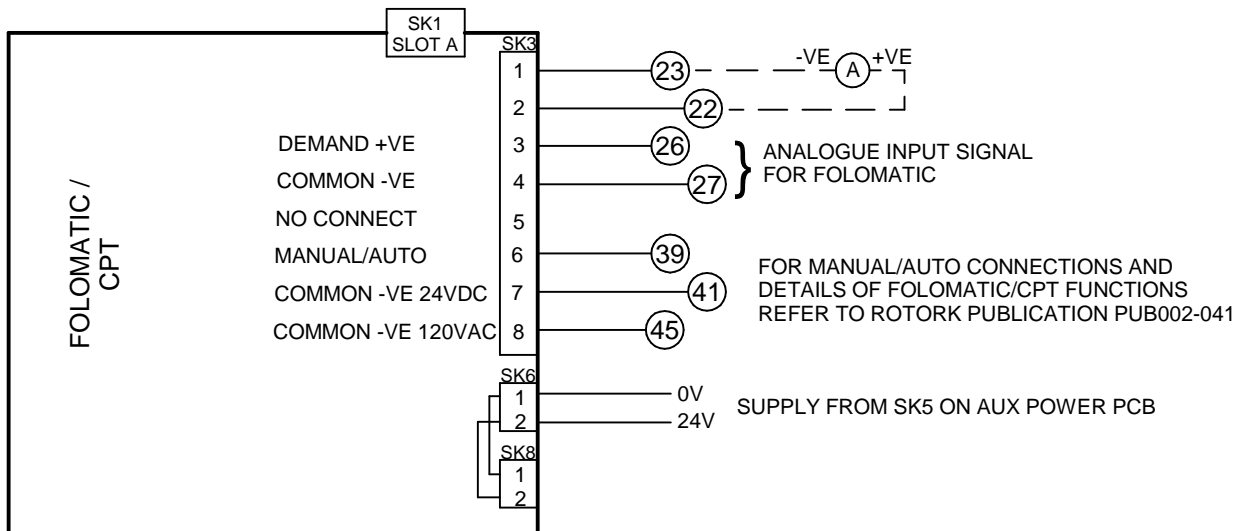 SK1
SLOT A
SK3
FOLOMATIC /
CPT
1
23
-VE
A
+VE
2
22
DEMAND +VE
3
26
COMMON -VE
4
27
}
ANALOGUE INPUT SIGNAL
FOR FOLOMATIC
NO CONNECT
5
MANUAL/AUTO
6
39
COMMON -VE 24VDC
7
41
COMMON -VE 120VAC
8
45
FOR MANUAL/AUTO CONNECTIONS AND
DETAILS OF FOLOMATIC/CPT FUNCTIONS
REFER TO ROTORK PUBLICATION PUB002-041
SK6
1
0V
2
24V
SUPPLY FROM SK5 ON AUX POWER PCB
SK8
1
2